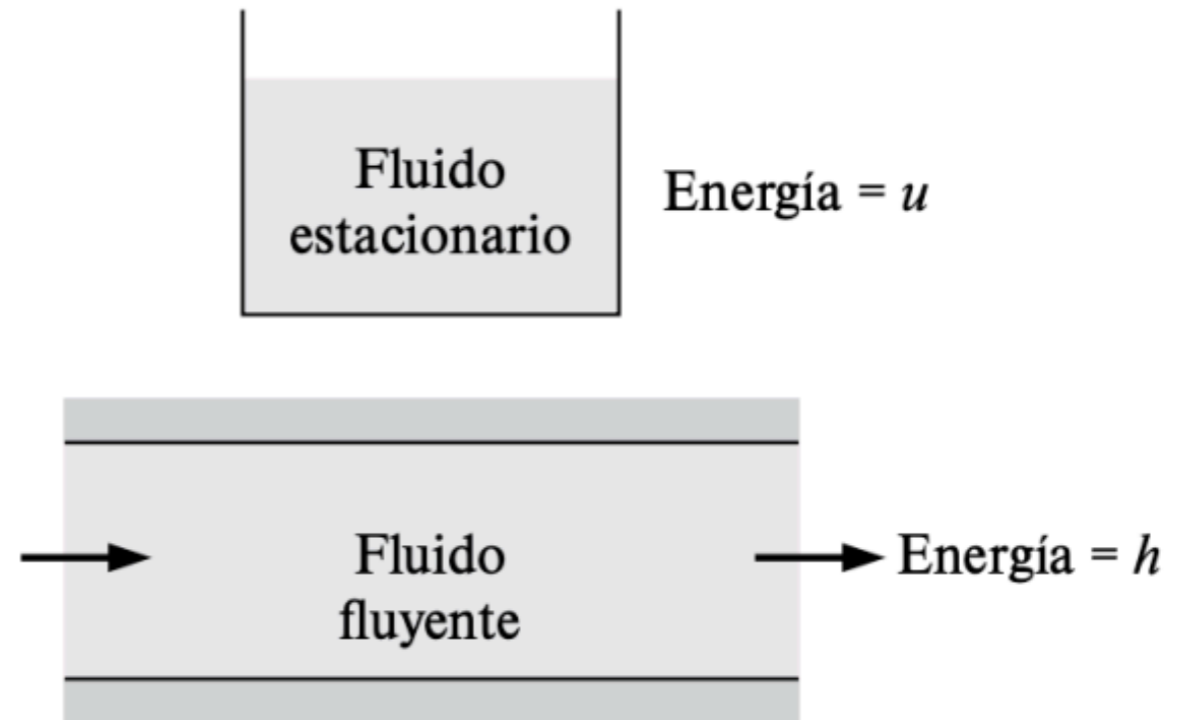 Fluido
estacionario
Energía = u
Fluido
fluyente
Energía = h